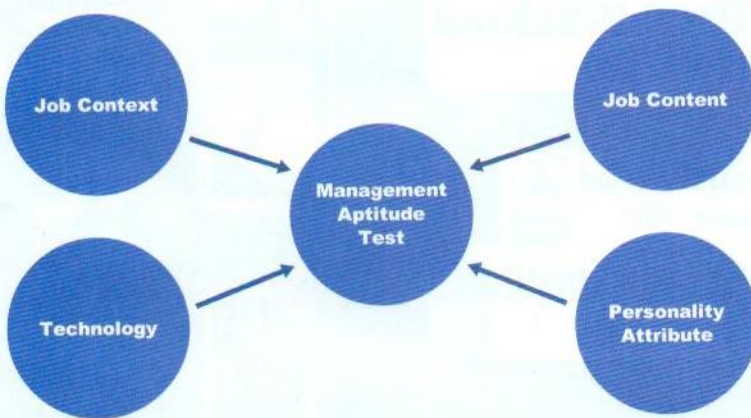 Job Context
Job Content
Management
Aptitude
Test
Technology
Personality
Attribute